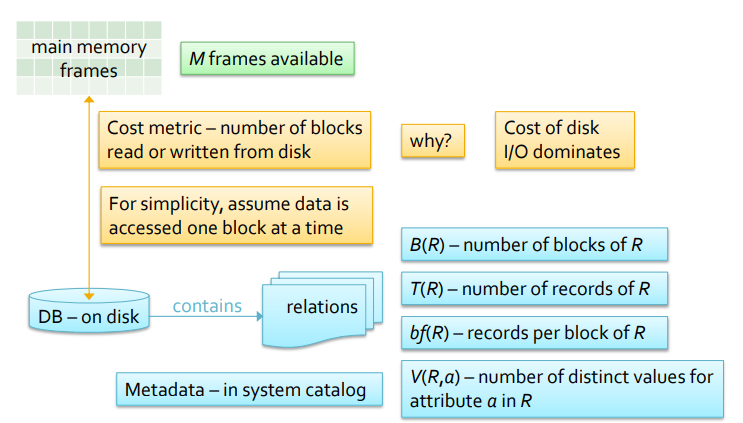 main memory
frames
M frames available
Cost metric – number of blocks
read or written from disk
why?
Cost of disk
I/O dominates
For simplicity, assume data is
accessed one block at a time
B(R) – number of blocks of R
T(R) – number of records of R
DB – on disk
contains
relations
bf(R) – records per block of R
Metadata – in system catalog
V(R,a) – number of distinct values for
attribute a in R